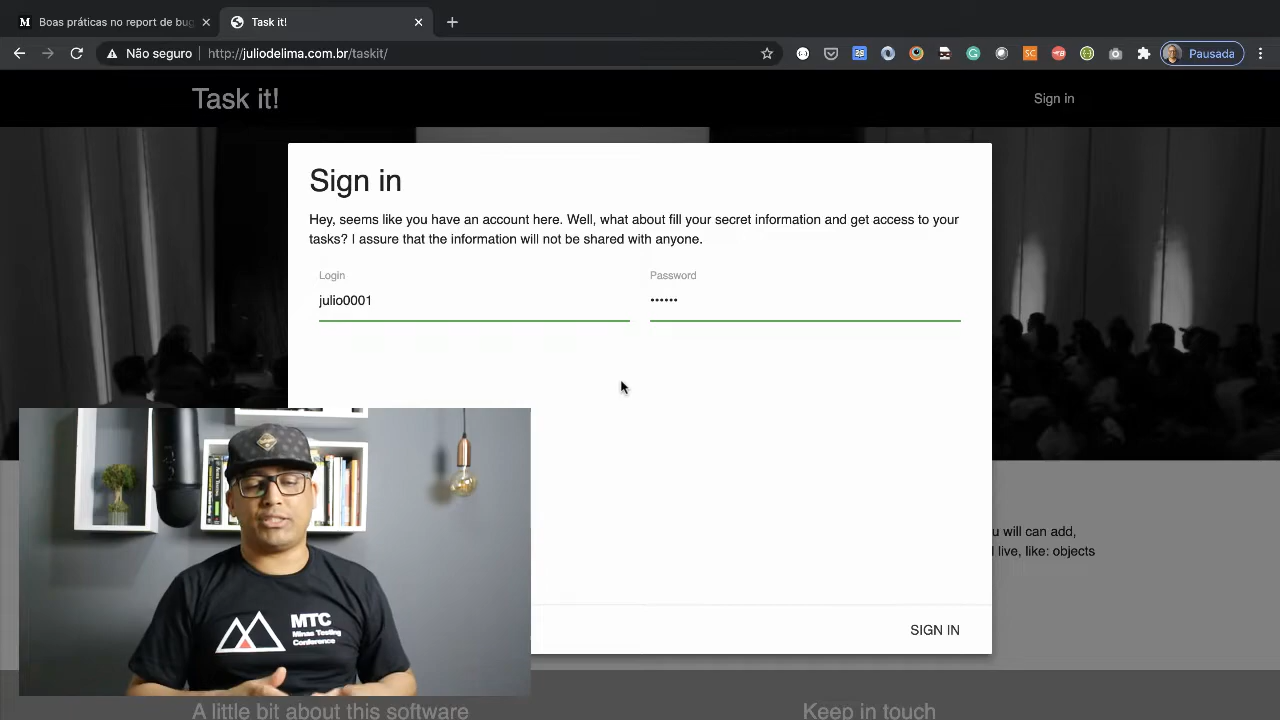 Boas práticas no report de bug
Task it!
Não seguro
http://juliodelima.com.br/taskit/
Pausada
Task it!
Sign in
Sign in
Hey, seems like you have an account here. Well, what about fill your secret information and get access to your
tasks? I assure that the information will not be shared with anyone.
Login
Password
julio0001
••••••
u will can add,
l live, like: objects
SIGN IN
MTC
Minas Testing
Conference
A little bit about this software
Keep in touch